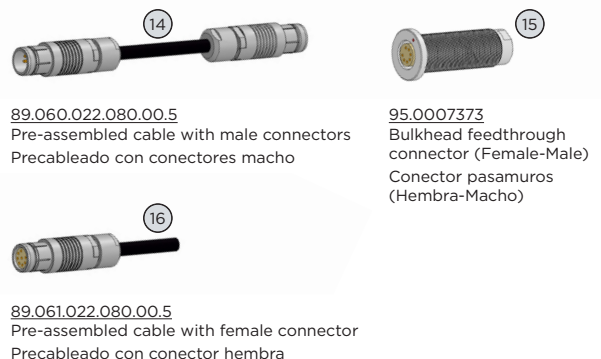 14
89.060.022.080.00.5
Pre-assembled cable with male connectors
Precableado con conectores macho
15
95.0007373
Bulkhead feedthrough
connector (Female-Male)
Conector pasamuros
(Hembra-Macho)
16
89.061.022.080.00.5
Pre-assembled cable with female connector
Precableado con conector hembra